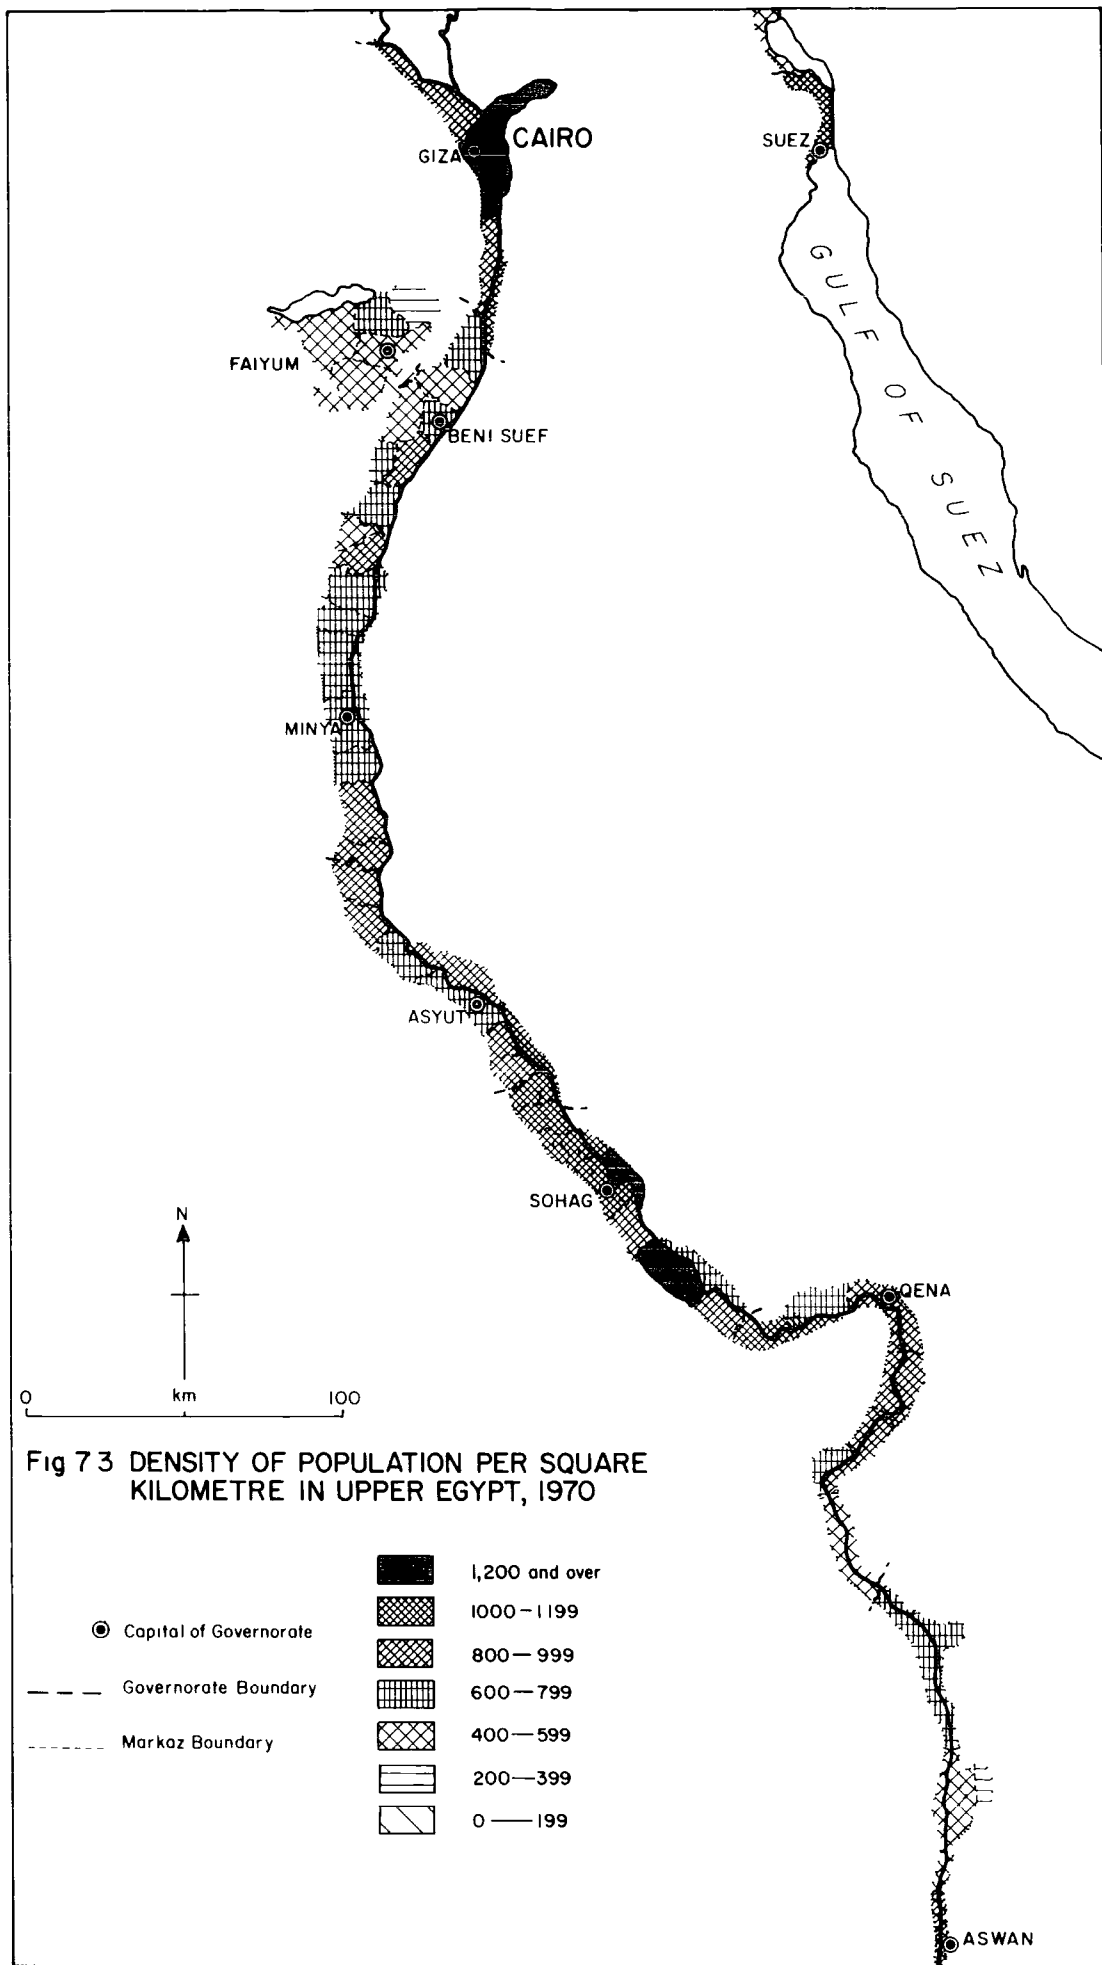 CAIRO
GIZA
SUEZ
GULF OF SUEZ
FAIYUM
BENI SUEF
MINYA
ASYUT
SOHAG
QENA
N
0 km 100
Fig 7 3 DENSITY OF POPULATION PER SQUARE
KILOMETRE IN UPPER EGYPT, 1970
1,200 and over
1000-1199
Capital of Governorate
800-999
Governorate Boundary
600-799
Markaz Boundary
400-599
200-399
0-199
ASWAN